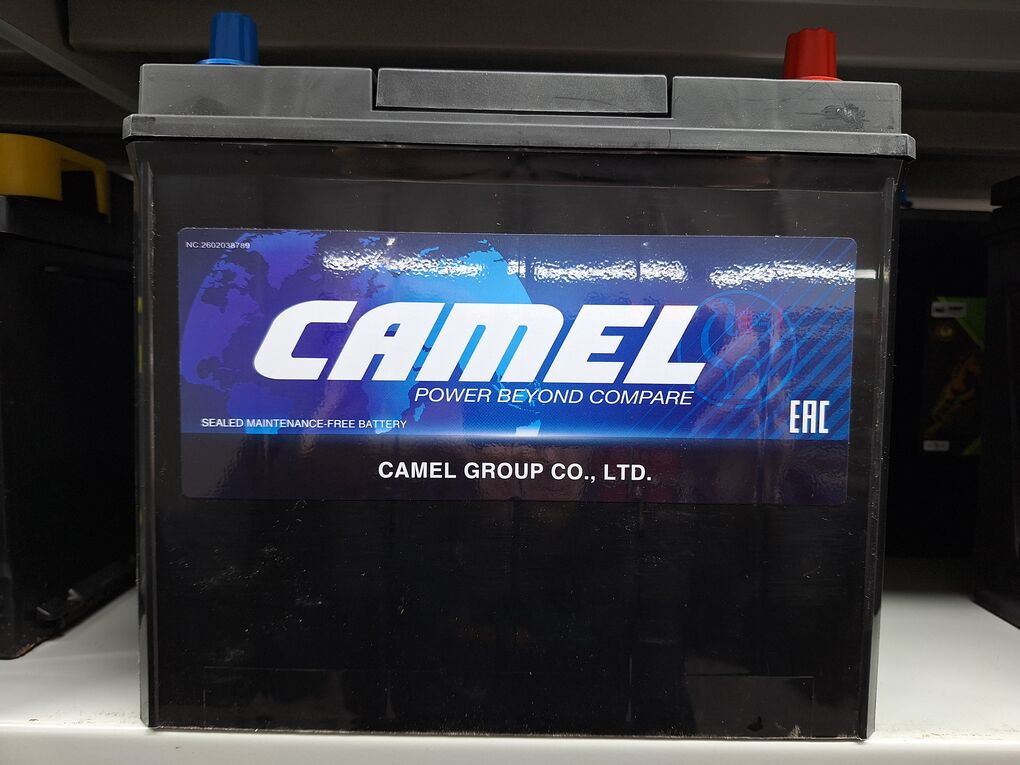 NC.2602038789
CAMEL
POWER BEYOND COMPARE
SEALED MAINTENANCE-FREE BATTERY
EAC
CAMEL GROUP CO., LTD.